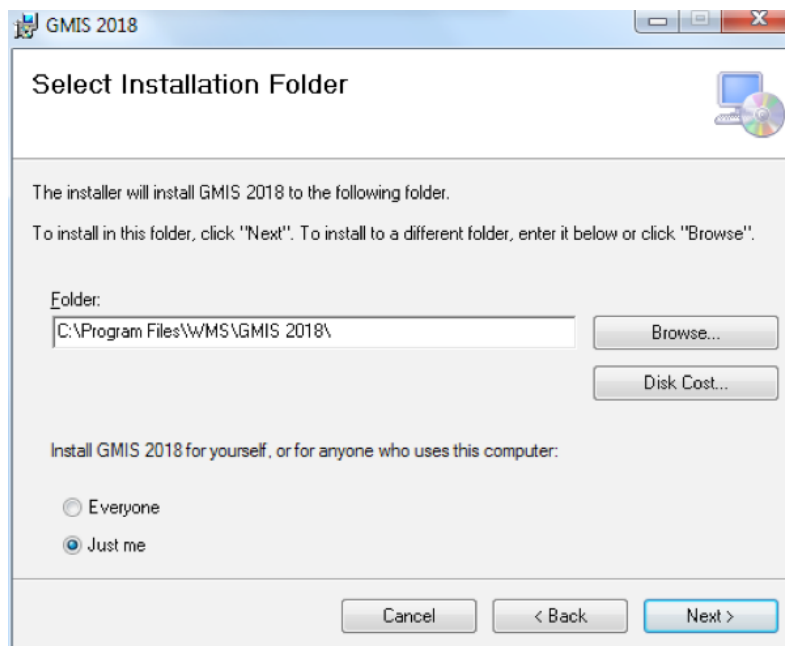 GMIS 2018
Select Installation Folder
The installer will install GMIS 2018 to the following folder.
To install in this folder, click "Next". To install to a different folder, enter it below or click "Browse".
Folder:
C:\Program Files\WMS\GMIS 2018\
Browse...
Disk Cost...
Install GMIS 2018 for yourself, or for anyone who uses this computer:
Everyone
Just me
Cancel
< Back
Next >